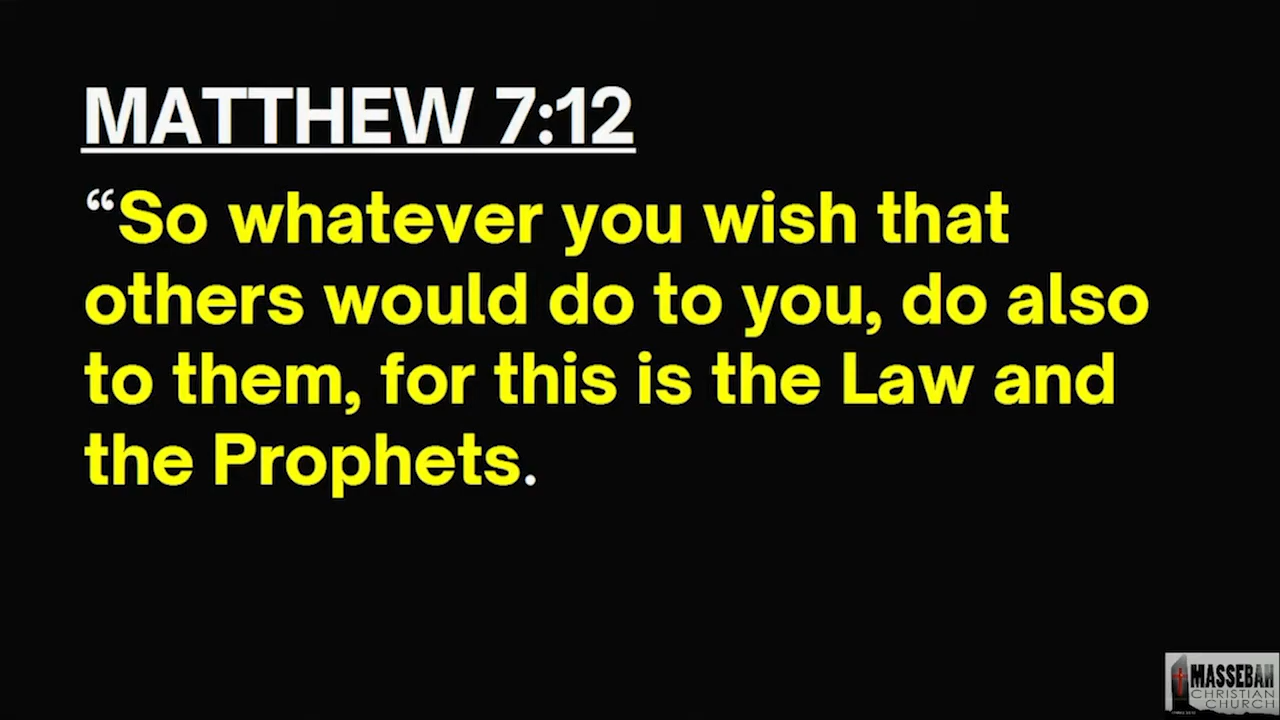 MATTHEW 7:12
“So whatever you wish that
others would do to you, do also
to them, for this is the Law and
the Prophets.
MASSEBAH
CHRISTIAN
CHURCH